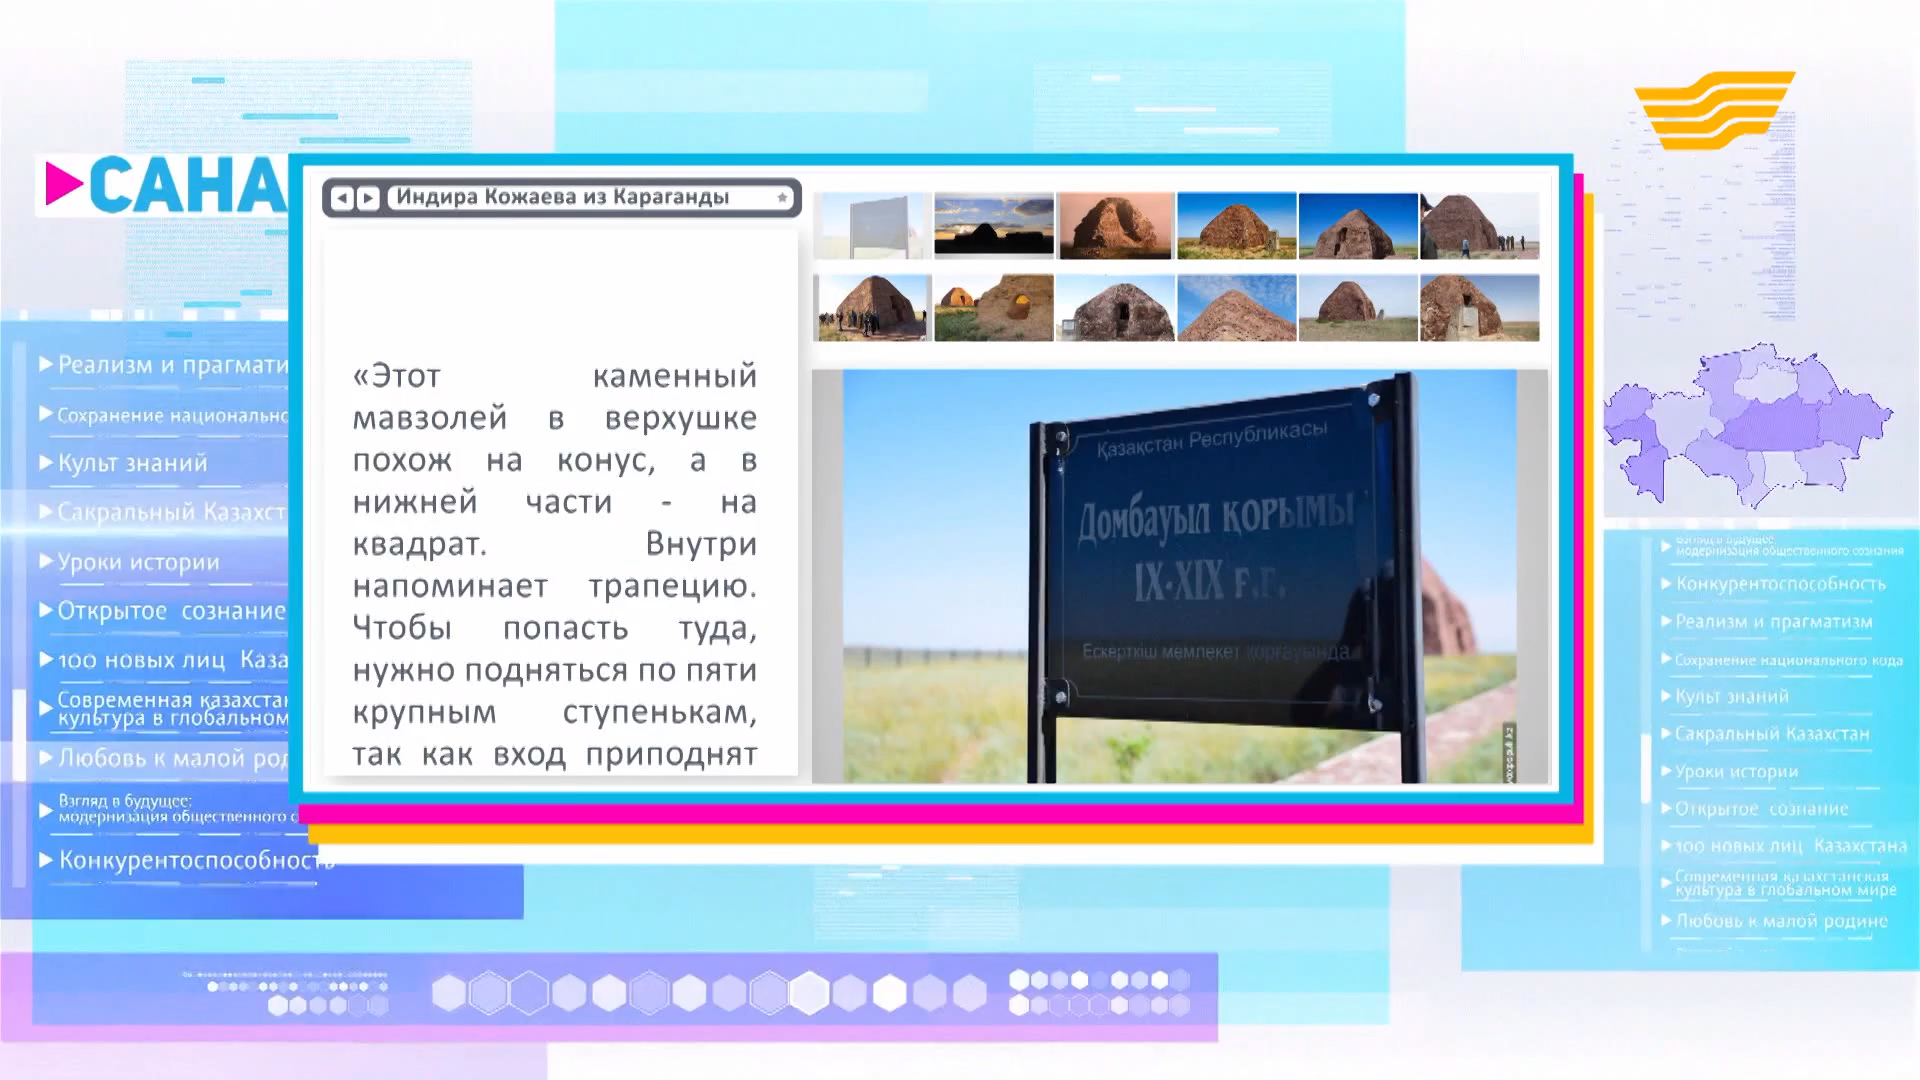 САНА
Индира Кожаева из Караганды
«Этот каменный
мавзолей в верхушке
похож на конус, а в
нижней части - на
квадрат. Внутри
напоминает трапецию.
Чтобы попасть туда,
нужно подняться по пяти
крупным ступенькам,
так как вход приподнят
Қазақстан Республикасы
Домбауыл қорымы
IX-XIX ғ.ғ.
Ескерткіш мемлекет қорғауында
Реализм и прагмати
Сохранение национально
Культ знаний
Сакральный Казахст
Уроки истории
Открытое сознание
100 новых лиц Каза
Современная казахстан
культура в глобальном
Любовь к малой род
Взгляд в будущее:
модернизация общественного с
Конкурентоспособность
Взгляд в будущее:
модернизация общественного сознания
Конкурентоспособность
Реализм и прагматизм
Сохранение национального кода
Культ знаний
Сакральный Казахстан
Уроки истории
Открытое сознание
100 новых лиц Казахстана
Современная казахстанская
культура в глобальном мире
Любовь к малой родине